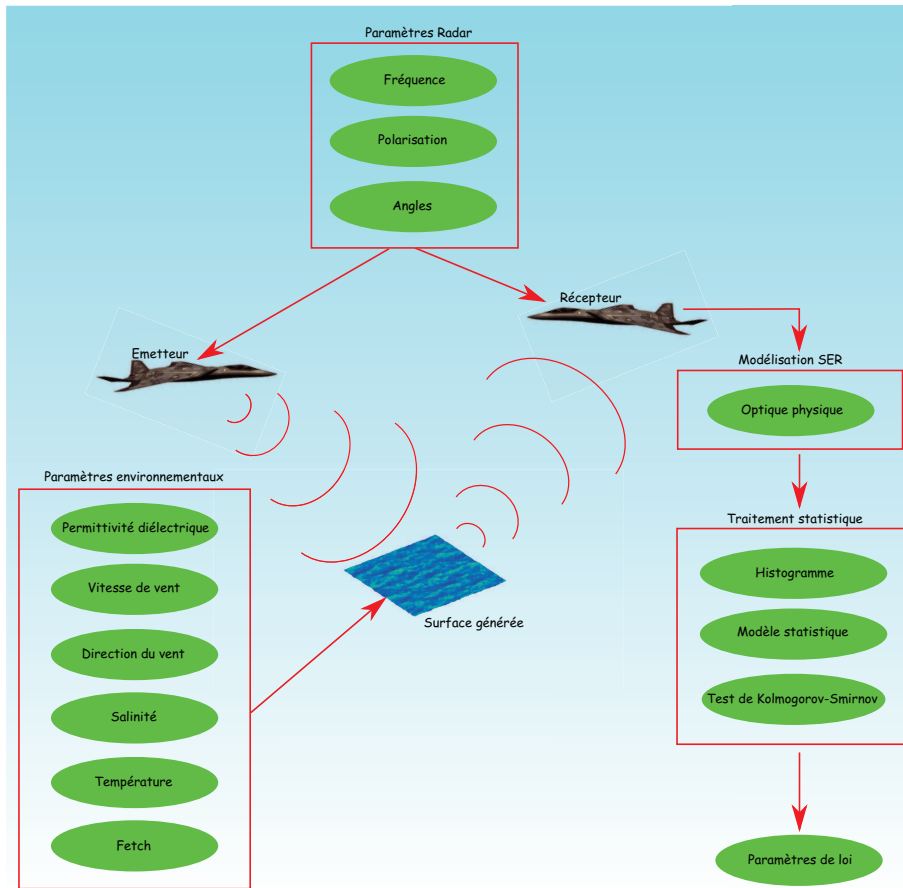 Paramètres Radar
Fréquence
Polarisation
Angles
Récepteur
Emetteur
Modélisation SER
Optique physique
Paramètres environnementaux
Permittivité diélectrique
Vitesse de vent
Direction du vent
Salinité
Température
Fetch
Surface générée
Traitement statistique
Histogramme
Modèle statistique
Test de Kolmogorov-Smirnov
Paramètres de loi